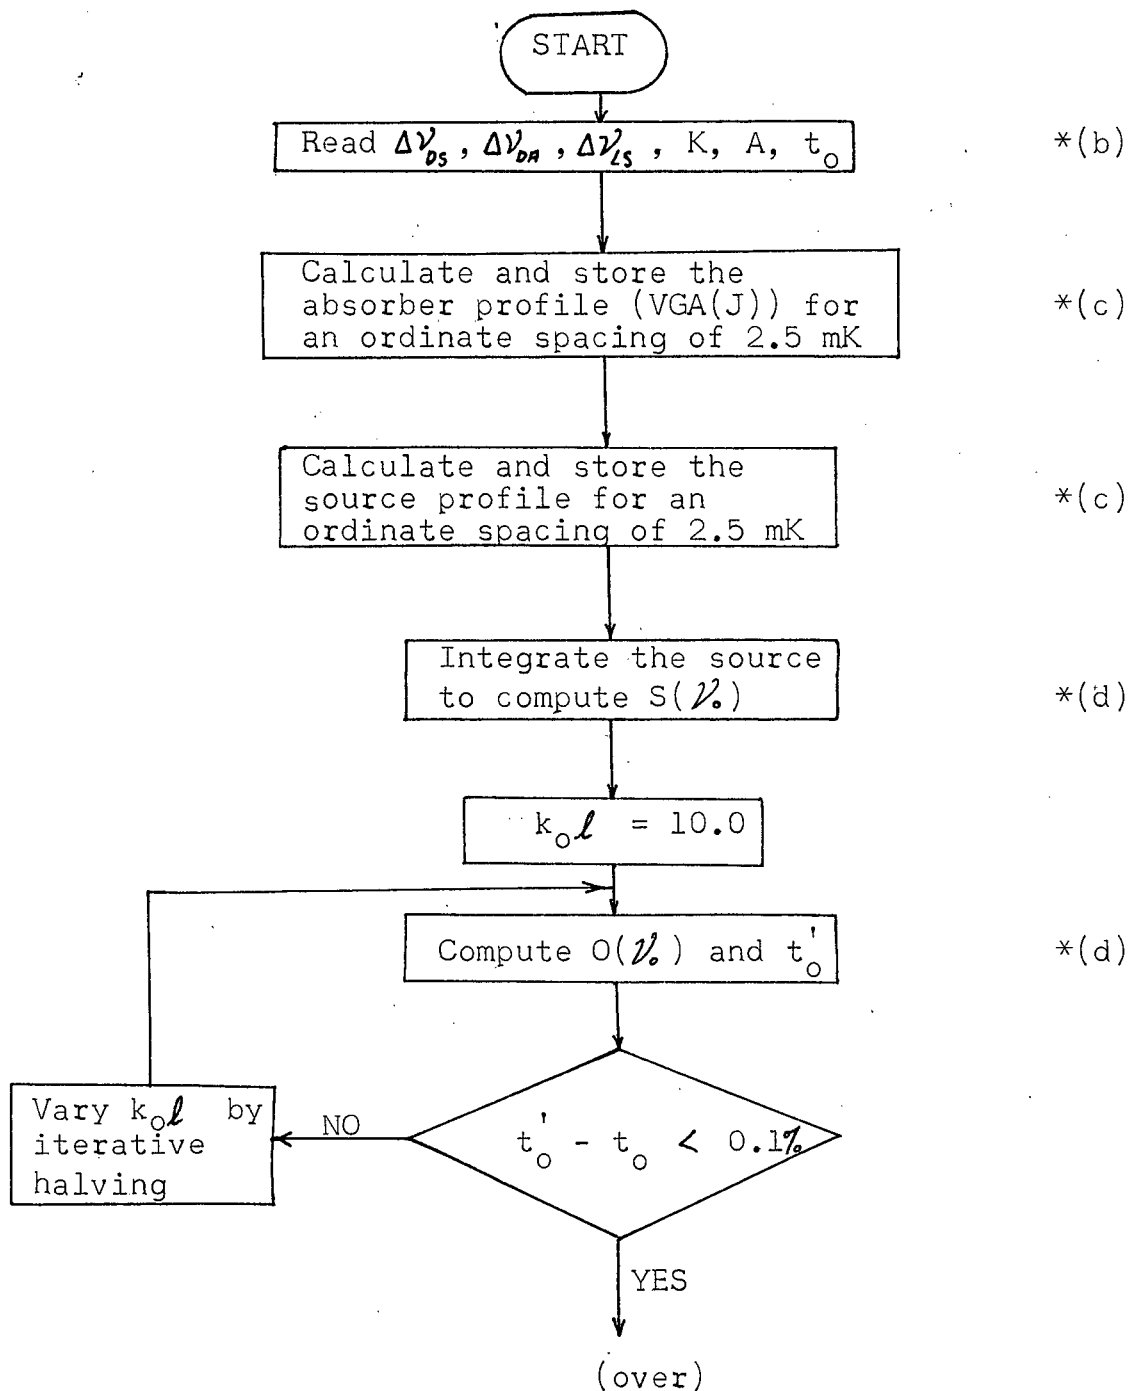 START
Read Δν_DS, Δν_DA, Δν_LS, K, A, t_o *(b)
Calculate and store the
absorber profile (VGA(J)) for *(c)
an ordinate spacing of 2.5 mK
Calculate and store the
source profile for an *(c)
ordinate spacing of 2.5 mK
Integrate the source
to compute S(ν_o) *(d)
k_o ℓ = 10.0
Compute O(ν_o) and t_o' *(d)
Vary k_o ℓ by
iterative
halving
NO
t_o' - t_o < 0.1%
YES
(over)